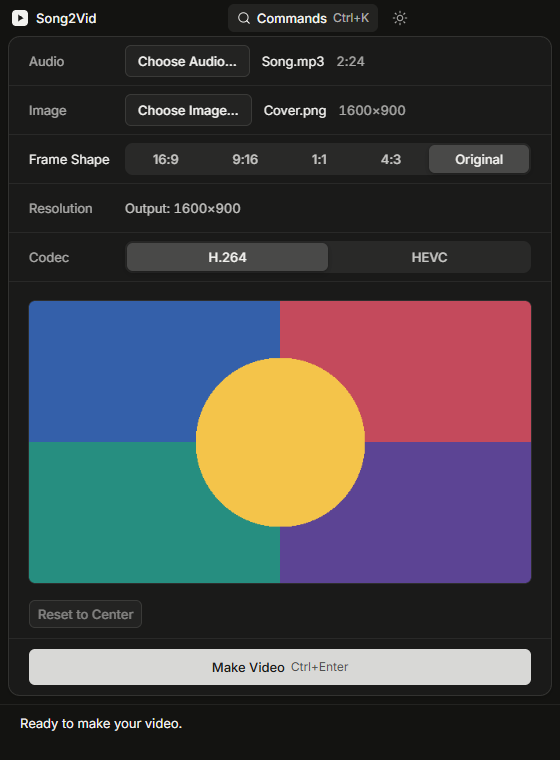 Song2Vid
Commands Ctrl+K
Audio Choose Audio... Song.mp3 2:24
Image Choose Image... Cover.png 1600×900
Frame Shape 16:9 9:16 1:1 4:3 Original
Resolution Output: 1600×900
Codec H.264 HEVC
Reset to Center
Make Video Ctrl+Enter
Ready to make your video.